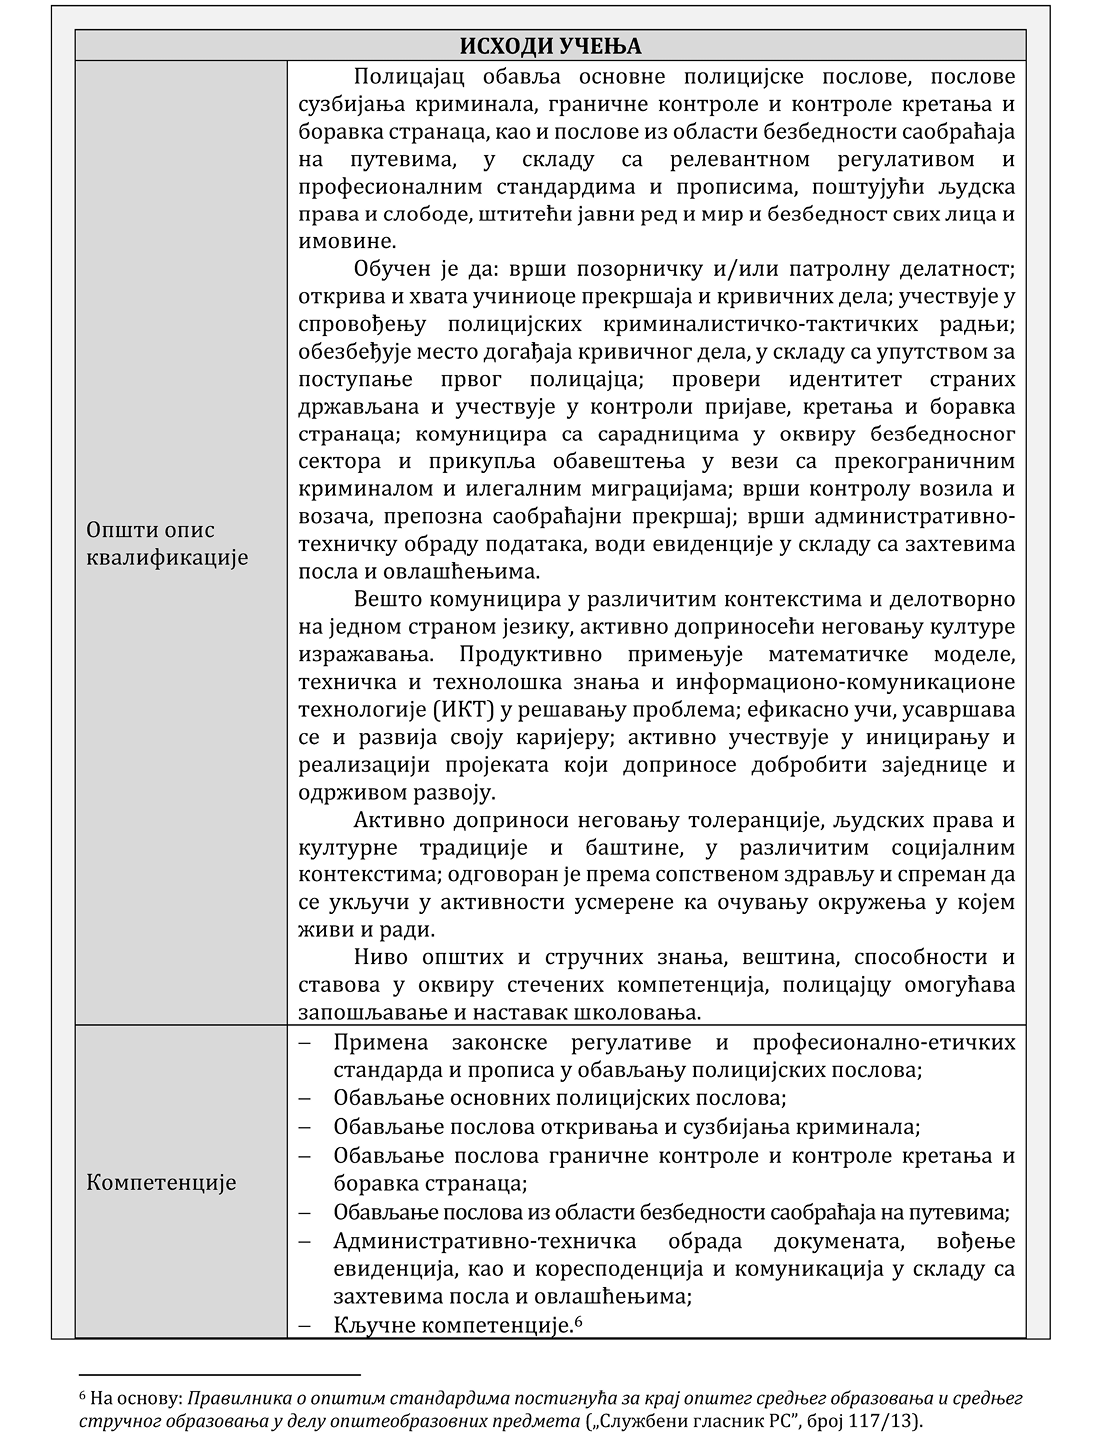 ИСХОДИ УЧЕЊА
Општи опис
квалификације
Полицајац обавља основне полицијске послове, послове
сузбијања криминала, граничне контроле и контроле кретања и
боравка странаца, као и послове из области безбедности саобраћаја
на путевима, у складу са релевантном регулативом и
професионалним стандардима и прописима, поштујући људска
права и слободе, штитећи јавни ред и мир и безбедност свих лица и
имовине.
Обучен је да: врши позорничку и/или патролну делатност;
открива и хвата учиниоце прекршаја и кривичних дела; учествује у
спровођењу полицијских криминалистичко-тактичких радњи;
обезбеђује место догађаја кривичног дела, у складу са упутством за
поступање првог полицајца; провери идентитет страних
држављана и учествује у контроли пријаве, кретања и боравка
странаца; комуницира са сарадницима у оквиру безбедносног
сектора и прикупља обавештења у вези са прекограничним
криминалом и илегалним миграцијама; врши контролу возила и
возача, препозна саобраћајни прекршај; врши административно-
техничку обраду података, води евиденције у складу са захтевима
посла и овлашћењима.
Вешто комуницира у различитим контекстима и делотворно
на једном страном језику, активно доприносећи неговању културе
изражавања. Продуктивно примењује математичке моделе,
техничка и технолошка знања и информационо-комуникационе
технологије (ИКТ) у решавању проблема; ефикасно учи, усавршава
се и развија своју каријеру; активно учествује у иницирању и
реализацији пројеката који доприносе добробити заједнице и
одрживом развоју.
Активно доприноси неговању толеранције, људских права и
културне традиције и баштине, у различитим социјалним
контекстима; одговоран је према сопственом здрављу и спреман да
се укључи у активности усмерене ка очувању окружења у којем
живи и ради.
Ниво општих и стручних знања, вештина, способности и
ставова у оквиру стечених компетенција, полицајцу омогућава
запошљавање и наставак школовања.
Компетенције
– Примена законске регулативе и професионално-етичких
стандарда и прописа у обављању полицијских послова;
– Обављање основних полицијских послова;
– Обављање послова откривања и сузбијања криминала;
– Обављање послова граничне контроле и контроле кретања и
боравка странаца;
– Обављање послова из области безбедности саобраћаја на путевима;
– Административно-техничка обрада докумената, вођење
евиденција, као и коресподенција и комуникација у складу са
захтевима посла и овлашћењима;
– Кључне компетенције.⁶
⁶ На основу: Правилника о општим стандардима постигнућа за крај општег средњег образовања и средњег
стручног образовања у делу општеобразовних предмета („Службени гласник РС”, број 117/13).